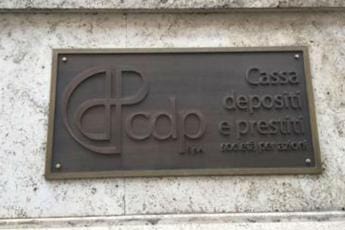 Cassa
depositi
cdp e prestiti
società per azioni